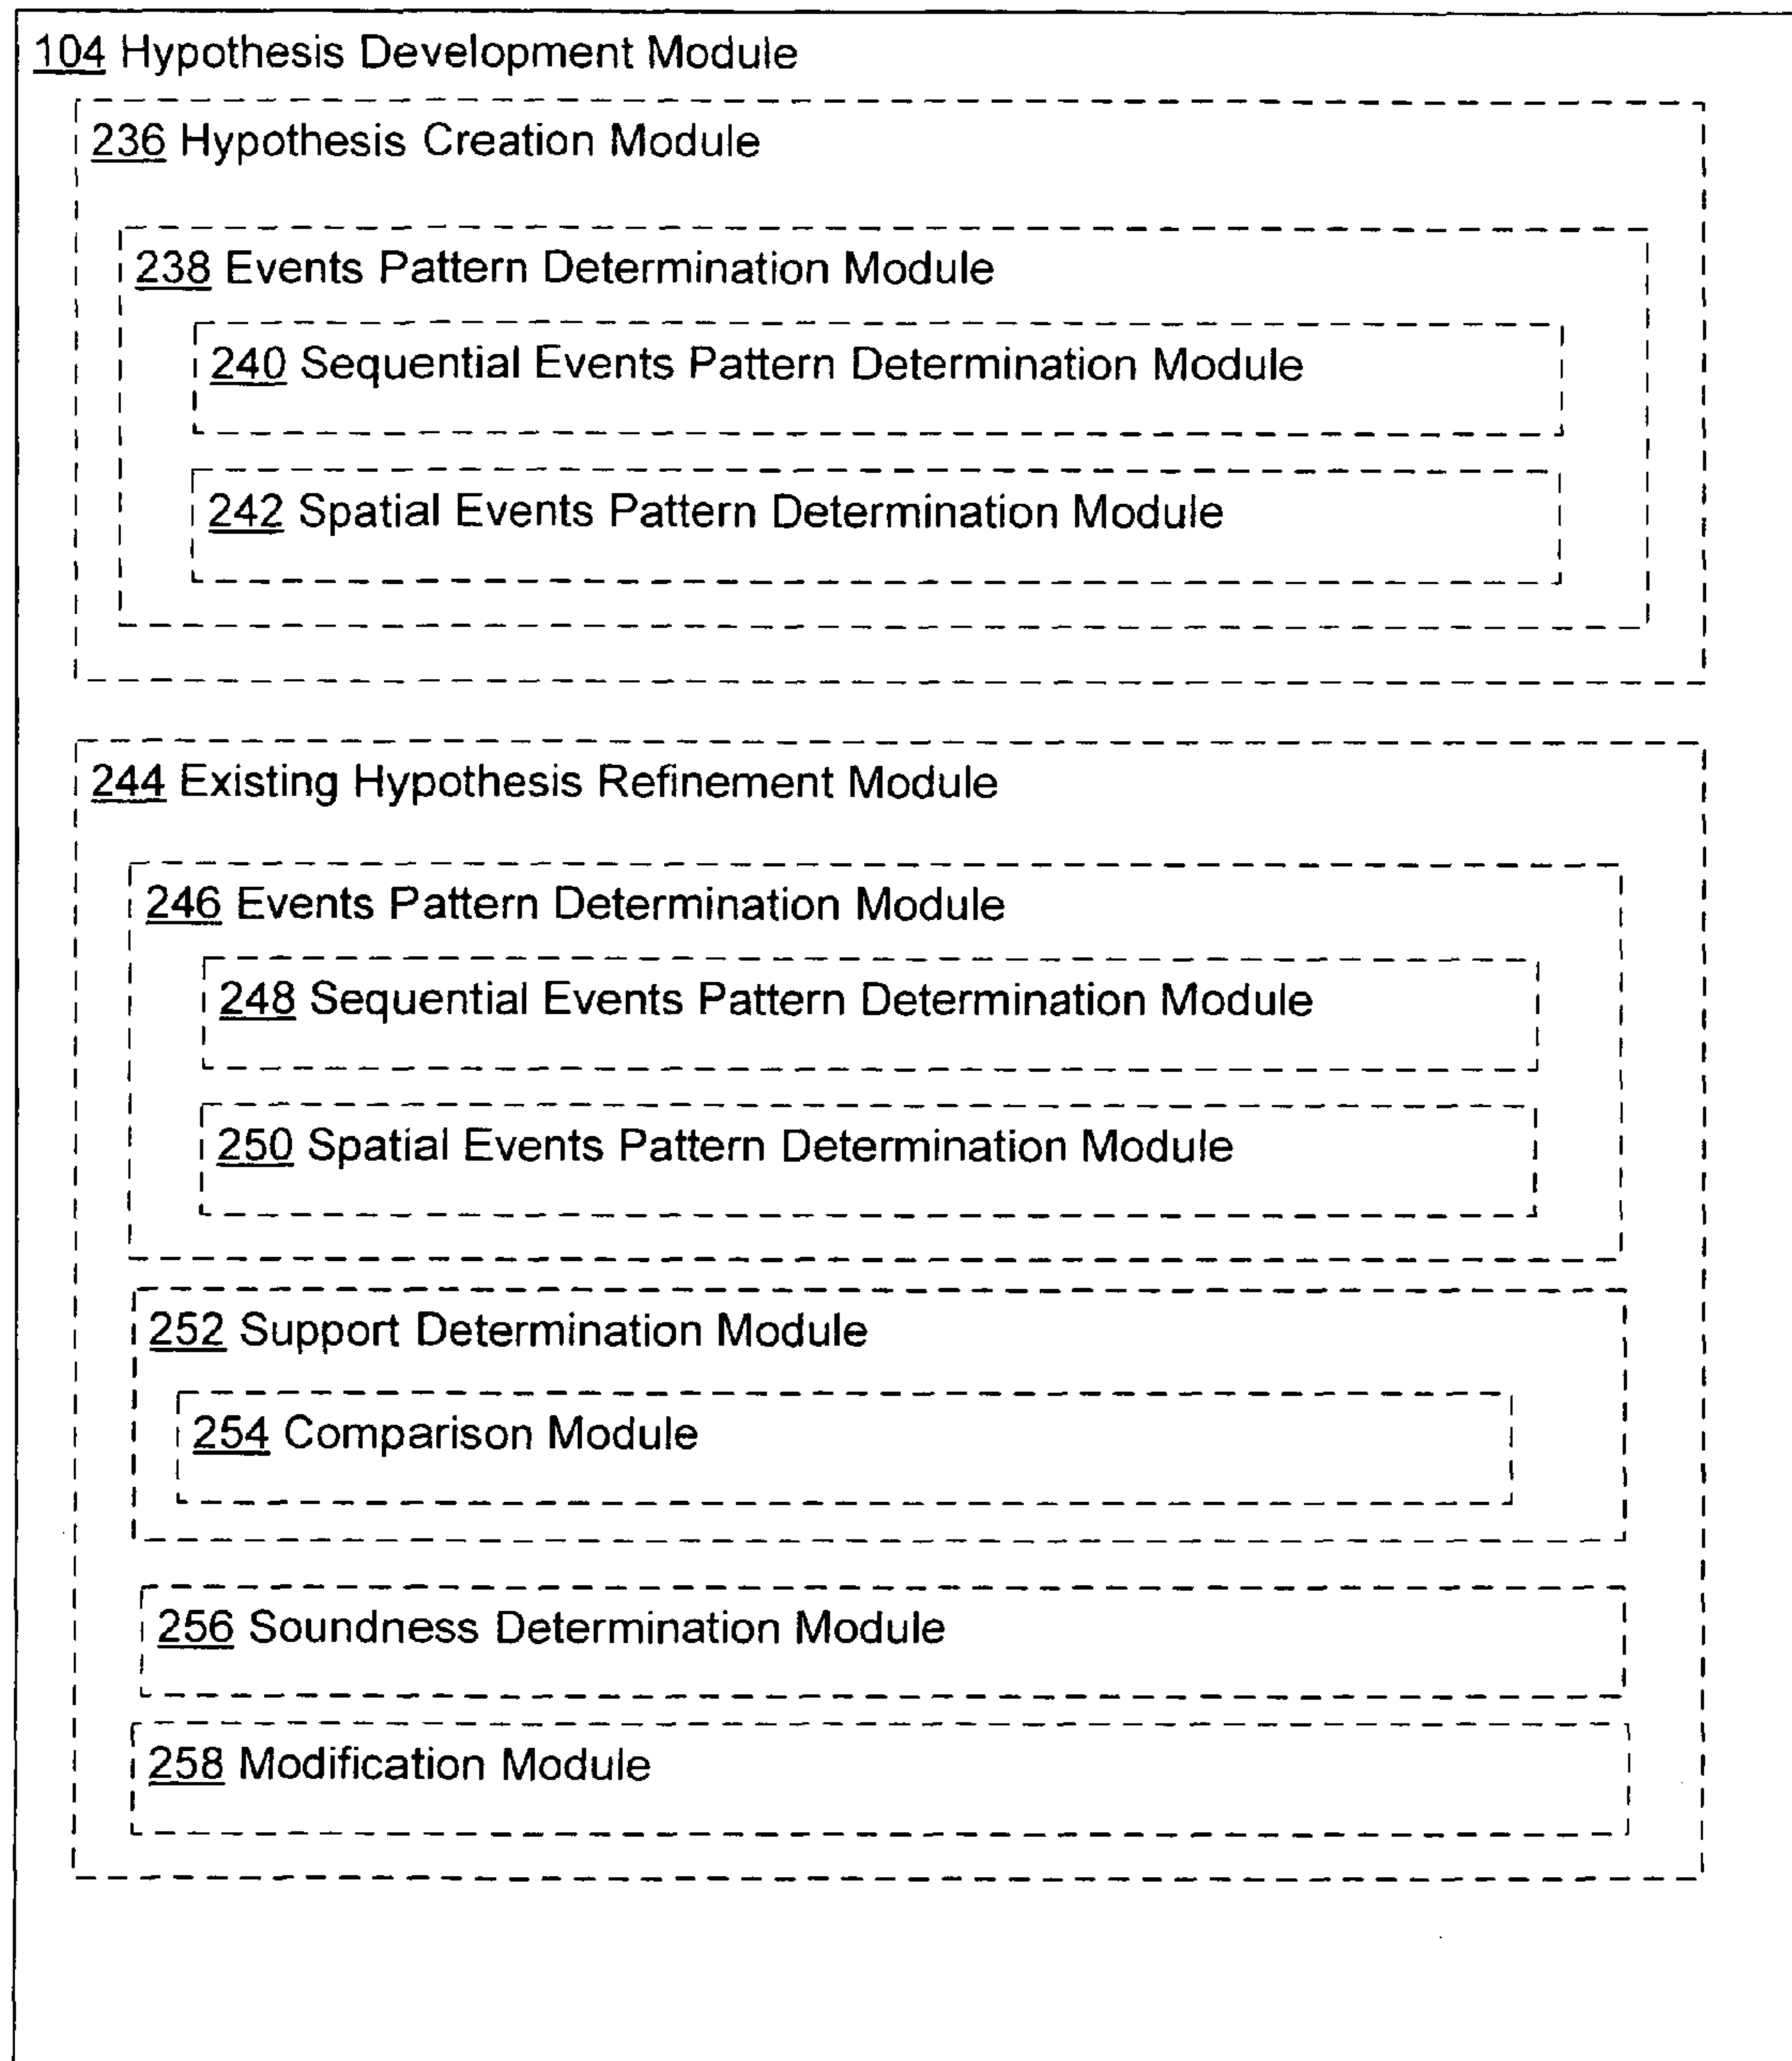 104 Hypothesis Development Module
236 Hypothesis Creation Module
238 Events Pattern Determination Module
240 Sequential Events Pattern Determination Module
242 Spatial Events Pattern Determination Module
244 Existing Hypothesis Refinement Module
246 Events Pattern Determination Module
248 Sequential Events Pattern Determination Module
250 Spatial Events Pattern Determination Module
252 Support Determination Module
254 Comparison Module
256 Soundness Determination Module
258 Modification Module